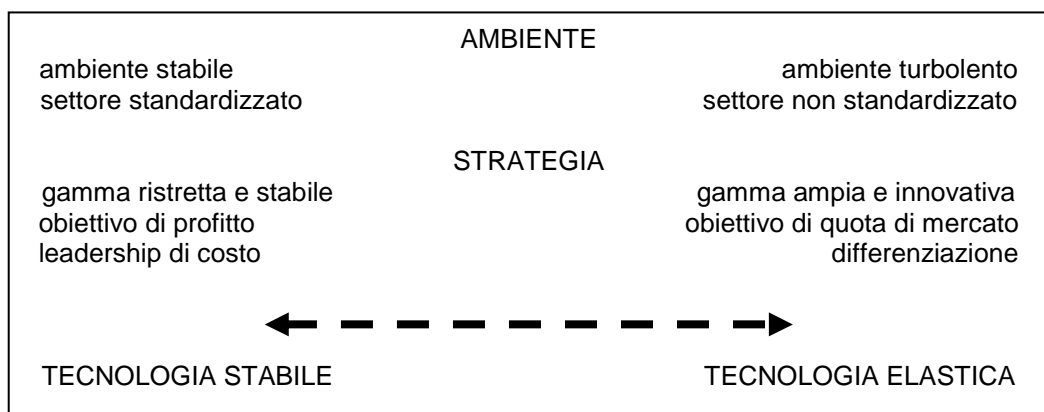 AMBIENTE
ambiente stabile ambiente turbolento
settore standardizzato settore non standardizzato
STRATEGIA
gamma ristretta e stabile gamma ampia e innovativa
obiettivo di profitto obiettivo di quota di mercato
leadership di costo differenziazione
TECNOLOGIA STABILE TECNOLOGIA ELASTICA